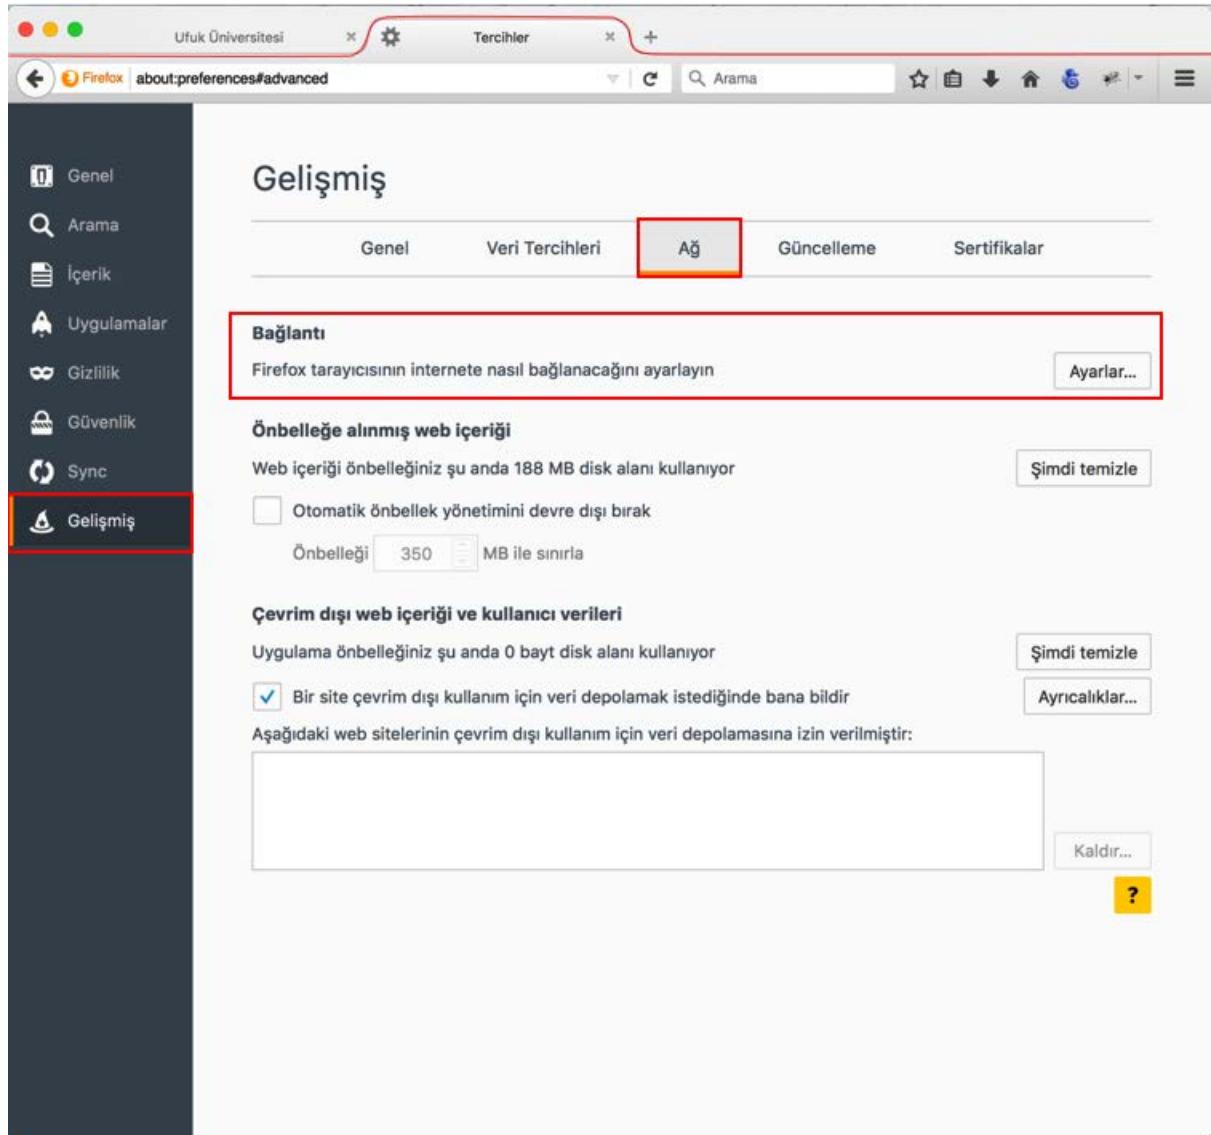 Ufuk Üniversitesi
Tercihler
Firefox about:preferences#advanced
Arama
Genel
Arama
İçerik
Uygulamalar
Gizlilik
Güvenlik
Sync
Gelişmiş
Gelişmiş
Genel Veri Tercihleri Ağ Güncelleme Sertifikalar
Bağlantı
Firefox tarayıcısının internete nasıl bağlanacağını ayarlayın Ayarlar...
Önbelleğe alınmış web içeriği
Web içeriği önbelleğiniz şu anda 188 MB disk alanı kullanıyor Şimdi temizle
Otomatik önbellek yönetimini devre dışı bırak
Önbelleği 350 MB ile sınırla
Çevrim dışı web içeriği ve kullanıcı verileri
Uygulama önbelleğiniz şu anda 0 bayt disk alanı kullanıyor Şimdi temizle
Bir site çevrim dışı kullanım için veri depolamak istediğinde bana bildir Ayrıcalıklar...
Aşağıdaki web sitelerinin çevrim dışı kullanım için veri depolamasına izin verilmiştir:
Kaldır...
?